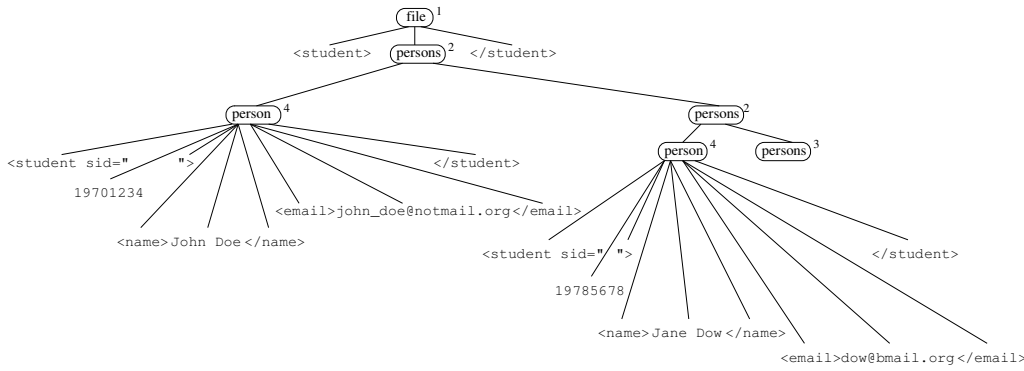 file 1
<student> persons 2 </student>
person 4 persons 2
person 4 persons 3
<student sid=" "> </student>
19701234
<email>john_doe@notmail.org</email>
<name>John Doe</name>
<student sid=" "> </student>
19785678
<name>Jane Dow</name>
<email>dow@bmail.org</email>